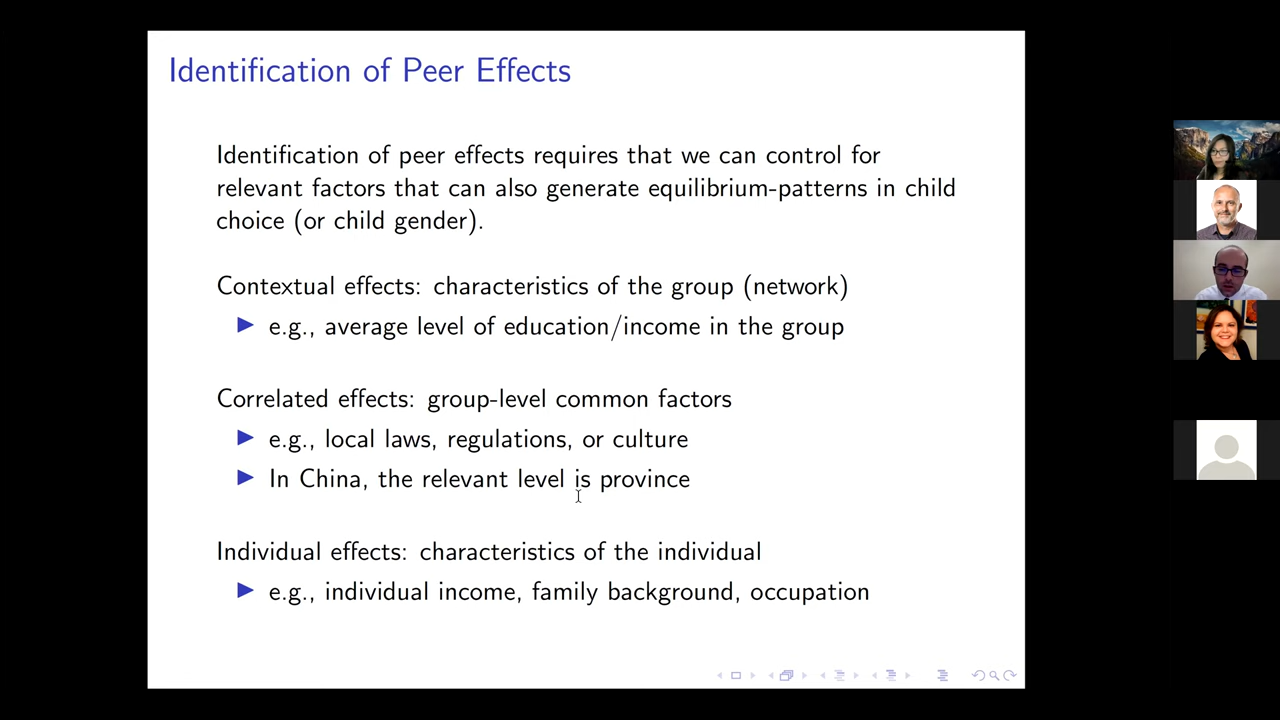 Identification of Peer Effects
Identification of peer effects requires that we can control for
relevant factors that can also generate equilibrium-patterns in child
choice (or child gender).
Contextual effects: characteristics of the group (network)
e.g., average level of education/income in the group
Correlated effects: group-level common factors
e.g., local laws, regulations, or culture
In China, the relevant level is province
Individual effects: characteristics of the individual
e.g., individual income, family background, occupation